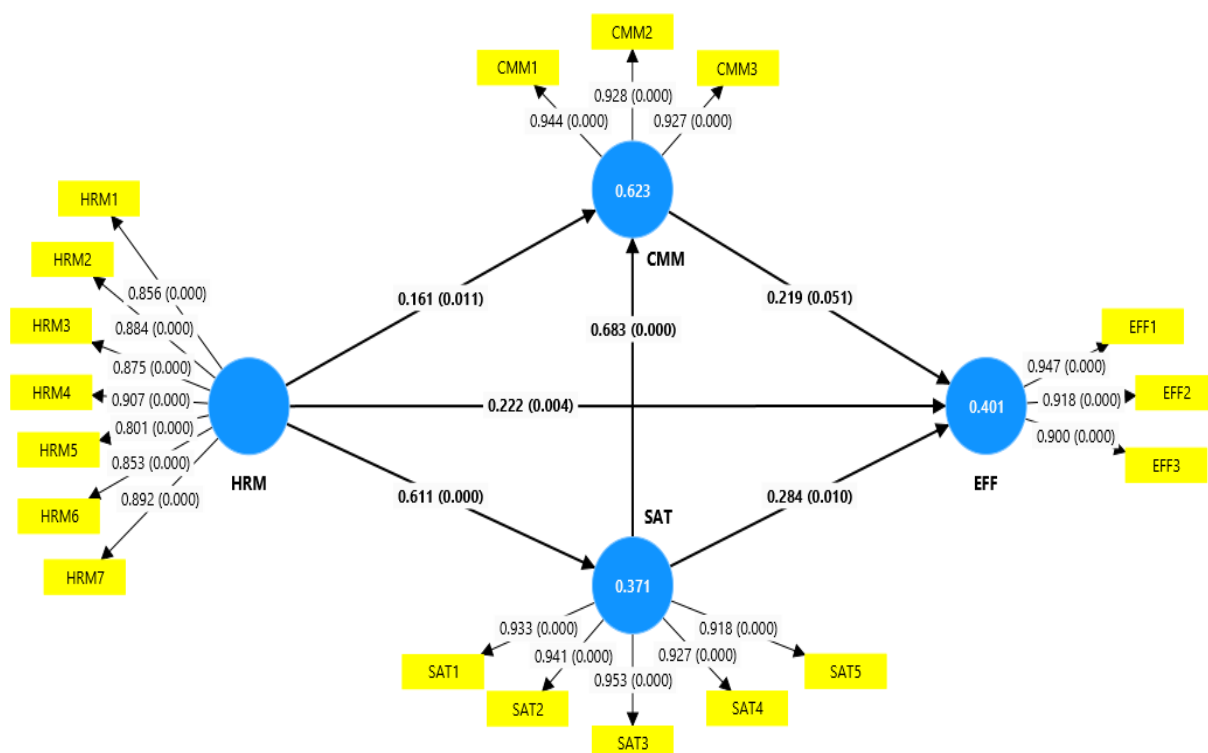 CMM2
CMM1
CMM3
0.928 (0.000)
0.944 (0.000)
0.927 (0.000)
0.623
CMM
HRM1
HRM2
HRM3
HRM4
HRM5
HRM6
HRM7
0.856 (0.000)
0.884 (0.000)
0.875 (0.000)
0.907 (0.000)
0.801 (0.000)
0.853 (0.000)
0.892 (0.000)
HRM
0.161 (0.011)
0.219 (0.051)
0.683 (0.000)
0.222 (0.004)
0.611 (0.000)
0.284 (0.010)
EFF1
EFF2
EFF3
0.947 (0.000)
0.918 (0.000)
0.900 (0.000)
0.401
EFF
SAT
0.371
0.933 (0.000)
0.941 (0.000)
0.953 (0.000)
0.927 (0.000)
0.918 (0.000)
SAT1
SAT2
SAT3
SAT4
SAT5